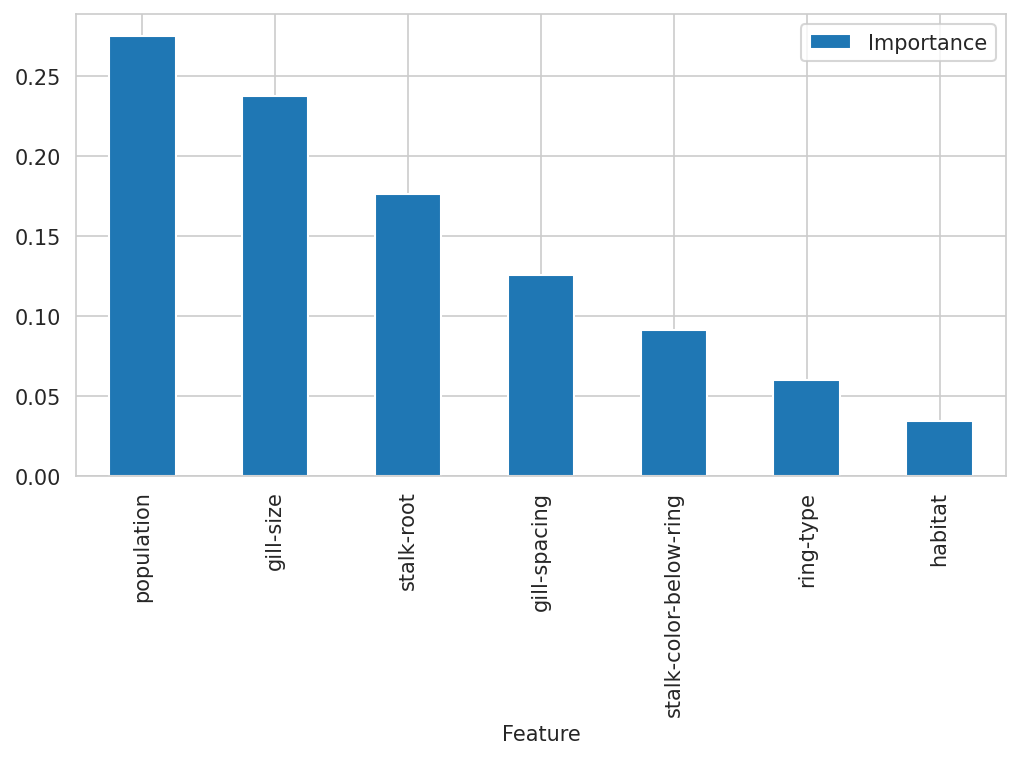 Importance
0.25
0.20
0.15
0.10
0.05
0.00
population
gill-size
stalk-root
gill-spacing
stalk-color-below-ring
ring-type
habitat
Feature